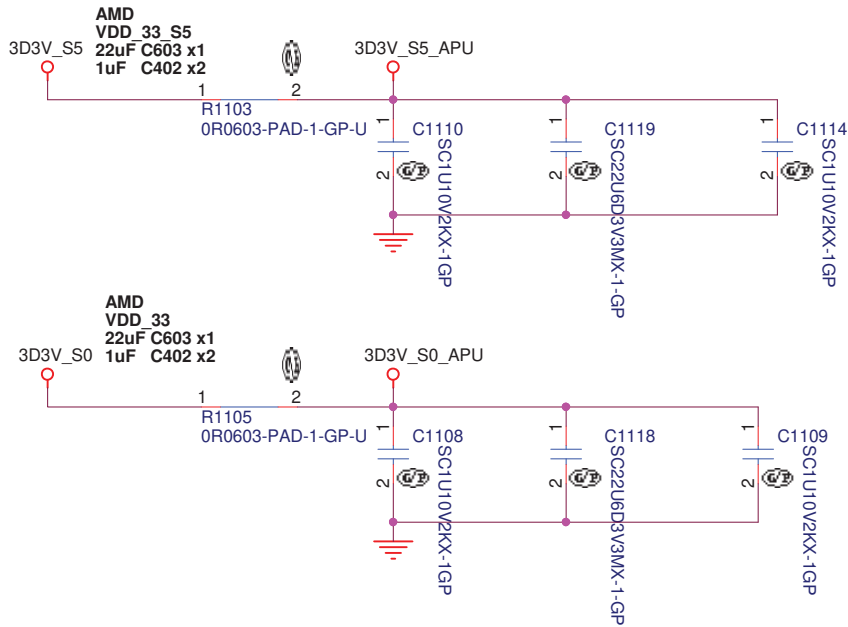 AMD
VDD_33_S5
3D3V_S5 22uF C603 x1 3D3V_S5_APU
1uF C402 x2
1 2
R1103
0R0603-PAD-1-GP-U
1 C1110 1 C1119 1 C1114
2 G/P 2 G/P 2 G/P
SC1U10V2KX-1GP
SC22U6D3V3MX-1-GP
SC1U10V2KX-1GP
AMD
VDD_33
22uF C603 x1
3D3V_S0 1uF C402 x2 3D3V_S0_APU
1 2
R1105
0R0603-PAD-1-GP-U
1 C1108 1 C1118 1 C1109
2 G/P 2 G/P 2 G/P
SC1U10V2KX-1GP
SC22U6D3V3MX-1-GP
SC1U10V2KX-1GP